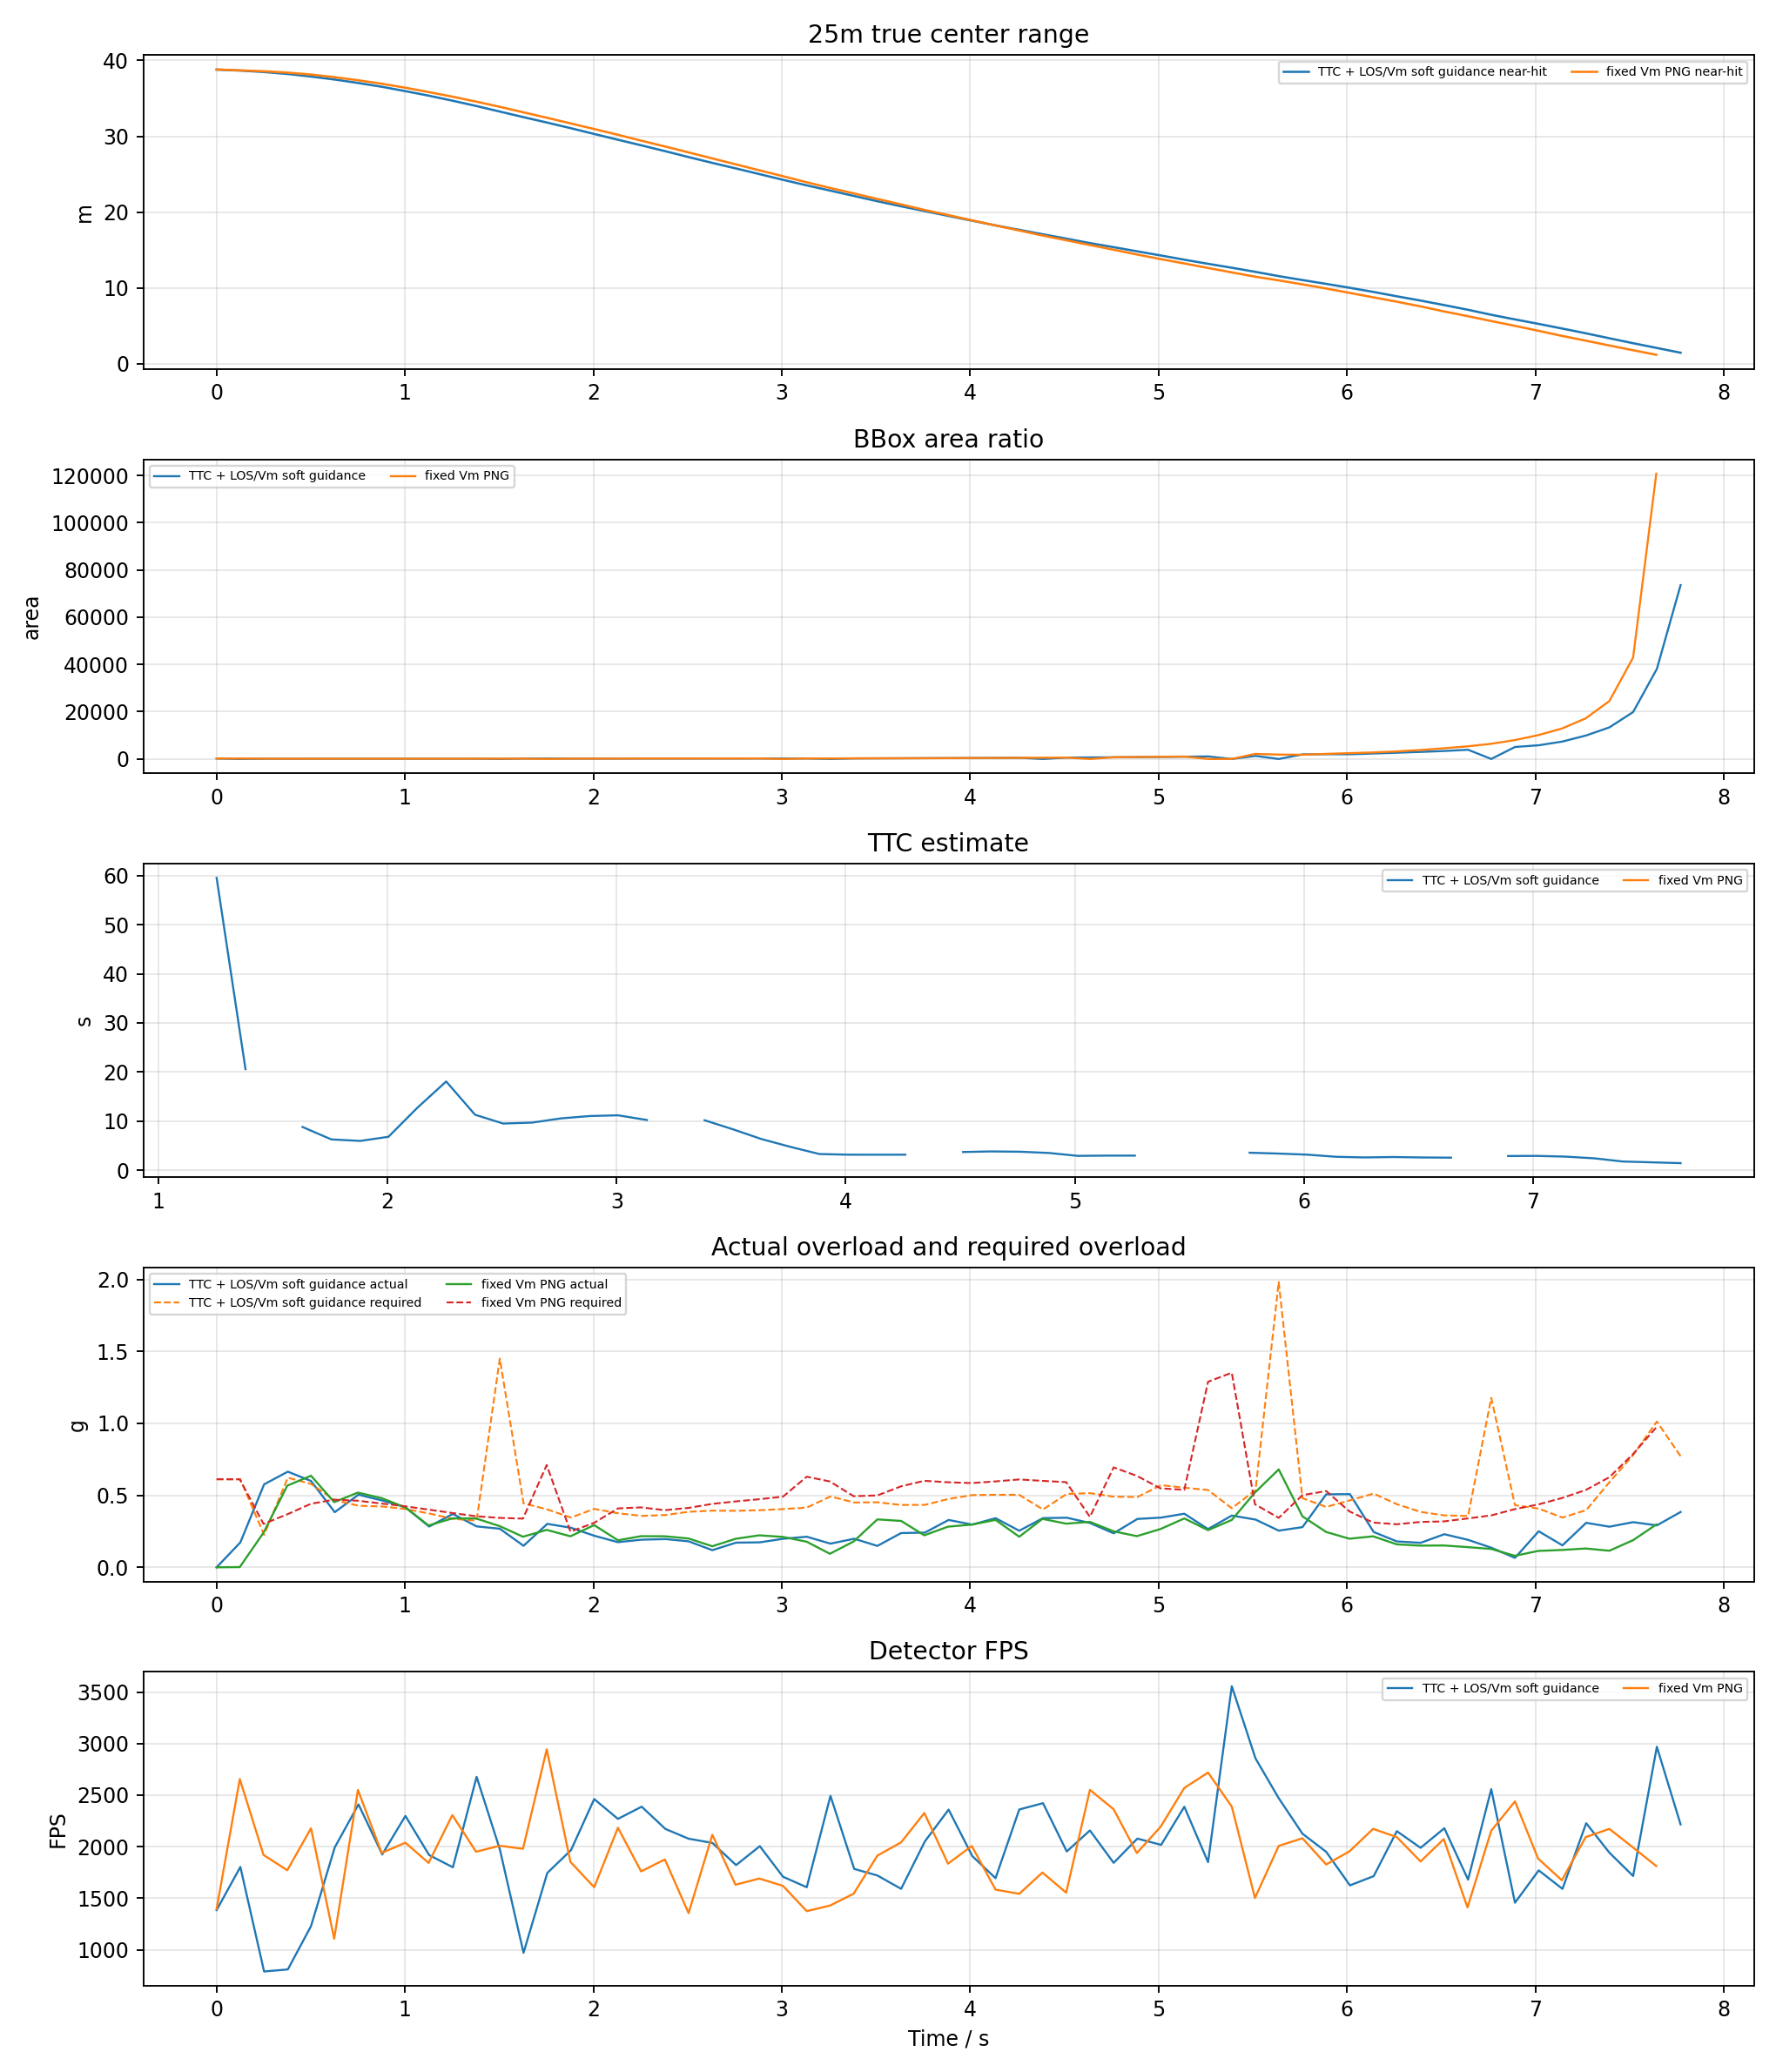 25m true center range
TTC + LOS/Vm soft guidance near-hit fixed Vm PNG near-hit
m
40
30
20
10
0
0 1 2 3 4 5 6 7 8
BBox area ratio
TTC + LOS/Vm soft guidance fixed Vm PNG
area
120000
100000
80000
60000
40000
20000
0
0 1 2 3 4 5 6 7 8
TTC estimate
TTC + LOS/Vm soft guidance fixed Vm PNG
s
60
50
40
30
20
10
0
1 2 3 4 5 6 7
Actual overload and required overload
TTC + LOS/Vm soft guidance actual fixed Vm PNG actual
TTC + LOS/Vm soft guidance required fixed Vm PNG required
g
2.0
1.5
1.0
0.5
0.0
0 1 2 3 4 5 6 7 8
Detector FPS
TTC + LOS/Vm soft guidance fixed Vm PNG
FPS
3500
3000
2500
2000
1500
1000
0 1 2 3 4 5 6 7 8
Time / s